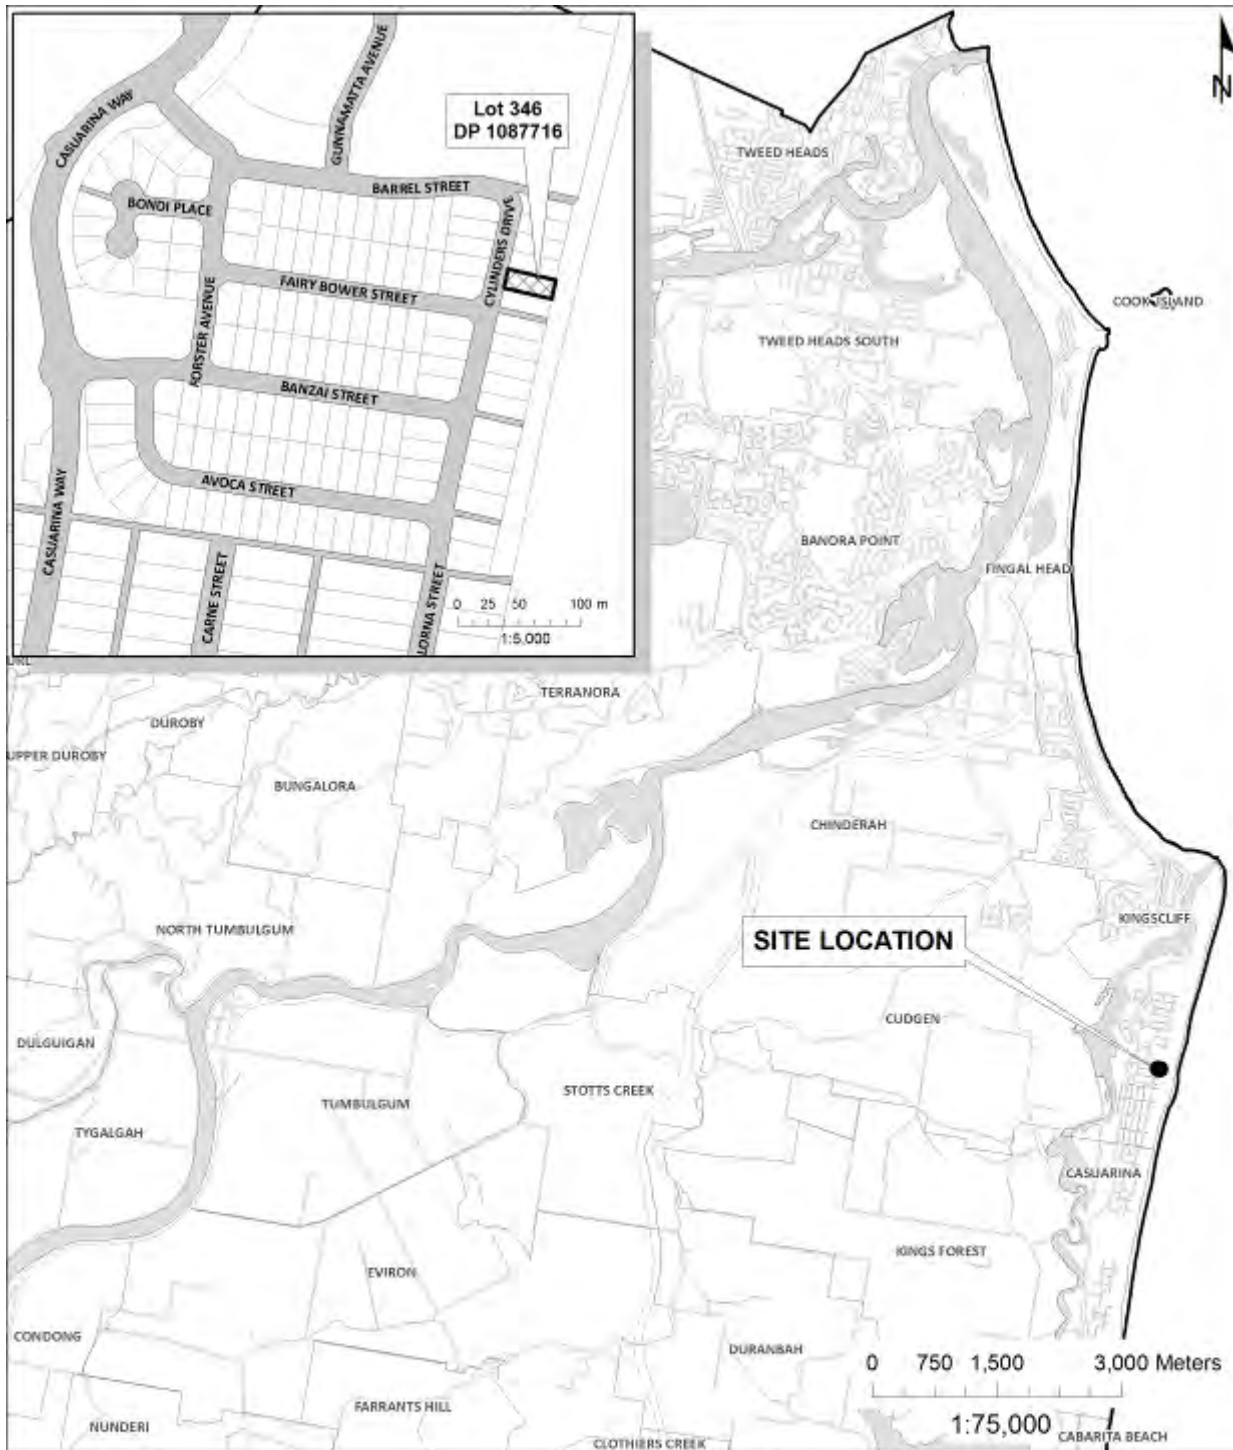 CASUARINA WAY
GUNNAMATTA AVENUE
Lot 346
DP 1087716
BARREL STREET
BONDI PLACE
CYLINDERS DRIVE
FAIRY BOWER STREET
FORSTER AVENUE
BANZAI STREET
AVOCA STREET
CASUARINA WAY
CARNE STREET
LORNA STREET
0 25 50 100 m
1:5,000
N
TWEED HEADS
COOK ISLAND
TWEED HEADS SOUTH
BANORA POINT
FINGAL HEAD
TERRANORA
DUROBY
UPPER DUROBY
BUNGALORA
CHINDERAH
KINGSCLIFF
NORTH TUMBULGUM
SITE LOCATION
CUDGEN
DULGUIGAN
STOTTS CREEK
TUMBULGUM
TYGALGAH
CASUARINA
KINGS FOREST
EVIRON
CONDONG
DURANBAH
0 750 1,500 3,000 Meters
FARRANTS HILL
NUNDERI
1:75,000
CABARITA BEACH
CLOTHIERS CREEK